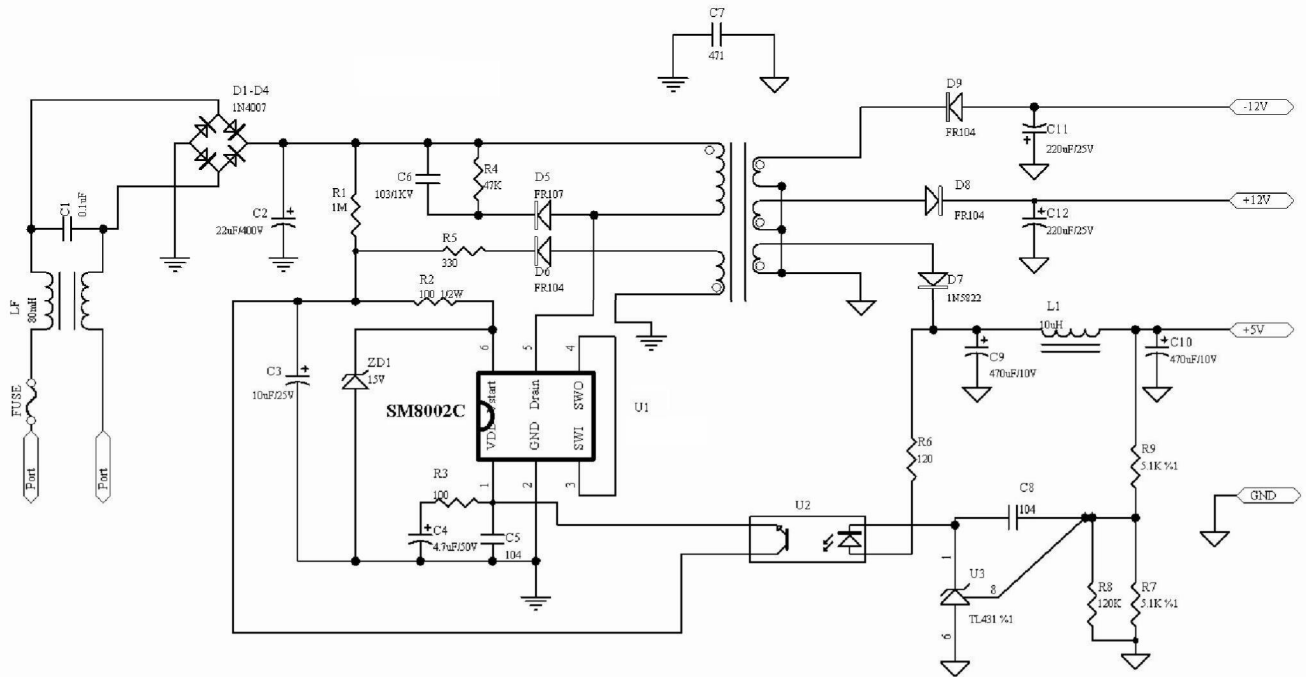 C7
471
D1-D4
1N4007
D9
FR104
-12V
C11
220uF/25V
C1
0.1uF
R4
47K
C6
103/1KV
D5
FR107
D8
FR104
+12V
R1
1M
C2
22uF/400V
C12
220uF/25V
R5
330
D6
FR104
D7
1N5822
LF
30mH
R2
100 1/2W
L1
10uH
+5V
C9
470uF/10V
C10
470uF/10V
6
5
4
C3
10uF/25V
ZD1
15V
FUSE
SM8002C
VDD
Vstart
GND
Drain
SWI
SWO
U1
R6
120
R9
5.1K %1
Port
Port
R3
100
1
2
3
C8
104
GND
U2
C4
4.7uF/50V
C5
104
1
U3
8
TL431 %1
6
R8
120K
R7
5.1K %1